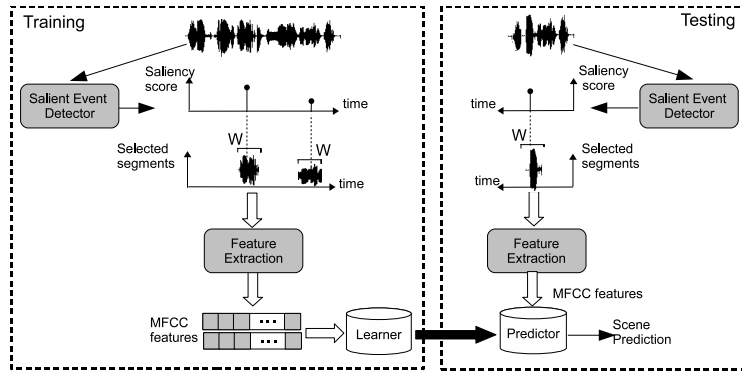 Training
Saliency
score
Salient Event
Detector
time
W
W
Selected
segments
time
Feature
Extraction
MFCC
features
...
...
Learner
Testing
Saliency
score
Salient Event
Detector
time
W
Selected
segments
time
Feature
Extraction
MFCC features
Predictor
Scene
Prediction